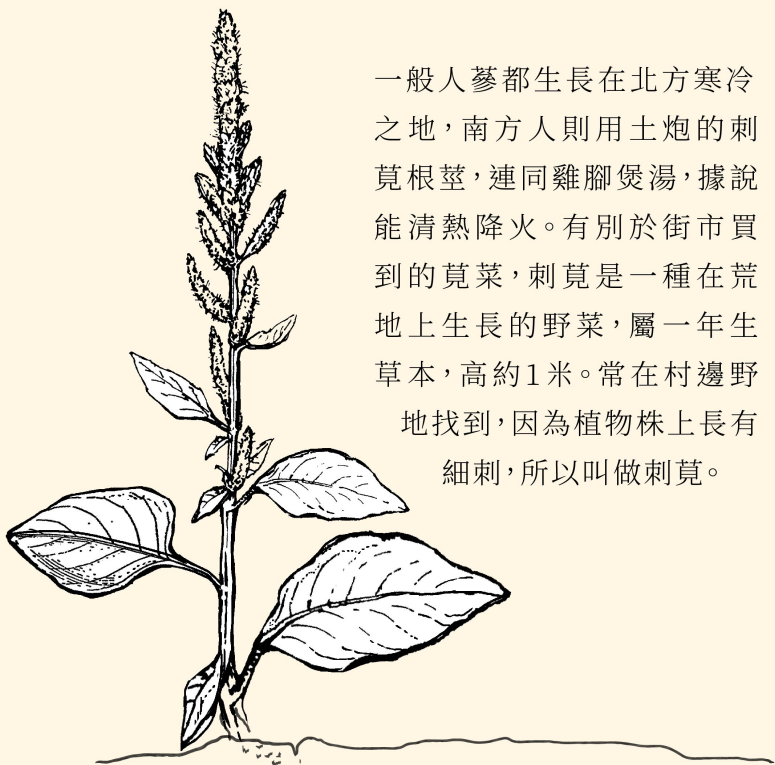 一般人蔘都生長在北方寒冷
之地，南方人則用土炮的刺
莧根莖，連同雞腳煲湯，據說
能清熱降火。有別於街市買
到的莧菜，刺莧是一種在荒
地上生長的野菜，屬一年生
草本，高約1米。常在村邊野
地找到，因為植物株上長有
細刺，所以叫做刺莧。